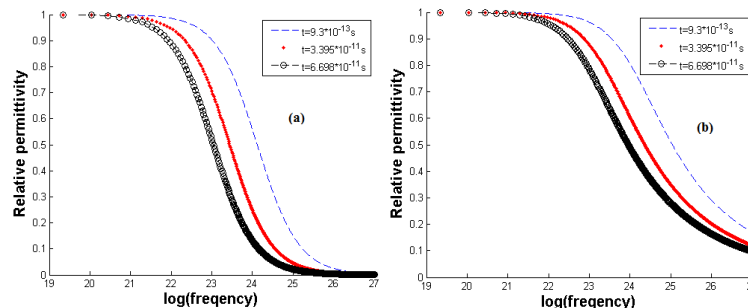 1
0.9
0.8
0.7
0.6
0.5
0.4
0.3
0.2
0.1
0
Relative permittivity
t=9.3*10-13s
t=3.395*10-11s
t=6.698*10-11s
(a)
19 20 21 22 23 24 25 26 27
log(freqency)
1
0.9
0.8
0.7
0.6
0.5
0.4
0.3
0.2
0.1
0
Relative permittivity
t=9.3*10-13s
t=3.395*10-11s
t=6.698*10-11s
(b)
19 20 21 22 23 24 25 26 27
log(freqency)